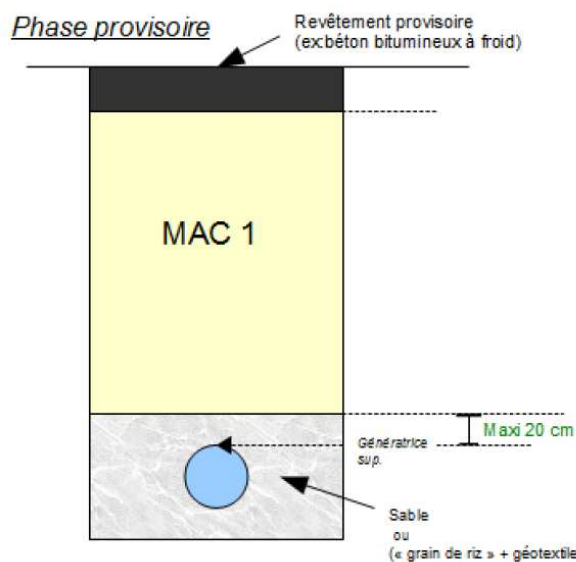 Phase provisoire
Revêtement provisoire
(ex:béton bitumineux à froid)
MAC 1
Maxi 20 cm
Génératrice
sup.
Sable
ou
(« grain de riz » + géotextile